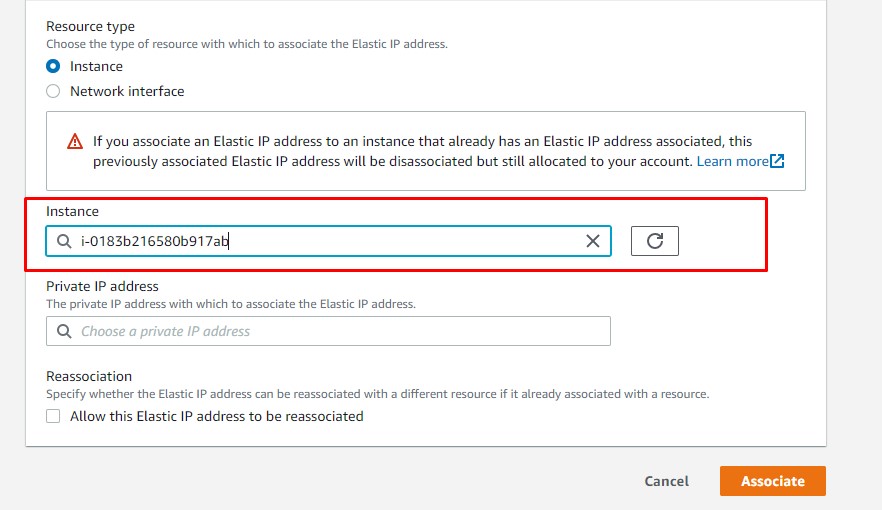 Resource type
Choose the type of resource with which to associate the Elastic IP address.
Instance
Network interface
If you associate an Elastic IP address to an instance that already has an Elastic IP address associated, this
previously associated Elastic IP address will be disassociated but still allocated to your account. Learn more
Instance
i-0183b216580b917ab
Private IP address
The private IP address with which to associate the Elastic IP address.
Choose a private IP address
Reassociation
Specify whether the Elastic IP address can be reassociated with a different resource if it already associated with a resource.
Allow this Elastic IP address to be reassociated
Cancel Associate